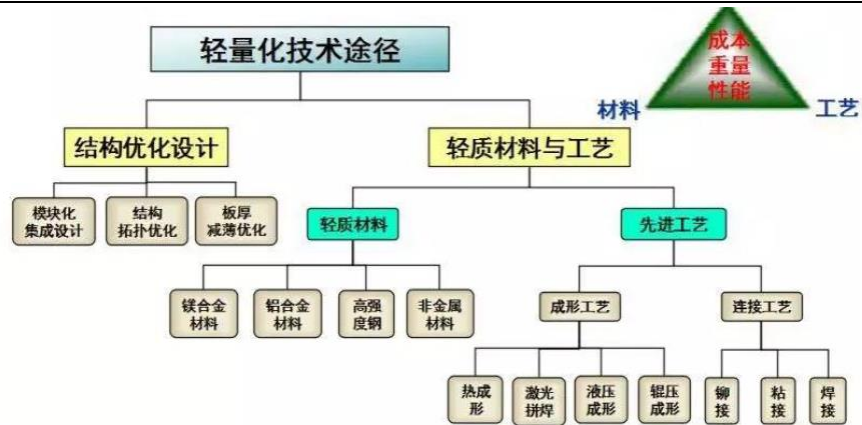 轻量化技术途径
成本
重量
性能
材料
工艺
结构优化设计
轻质材料与工艺
模块化
集成设计
结构
拓扑优化
板厚
减薄优化
轻质材料
先进工艺
镁合金
材料
铝合金
材料
高强
度钢
非金属
材料
成形工艺
连接工艺
热成
形
激光
拼焊
液压
成形
辊压
成形
铆
接
粘
接
焊
接